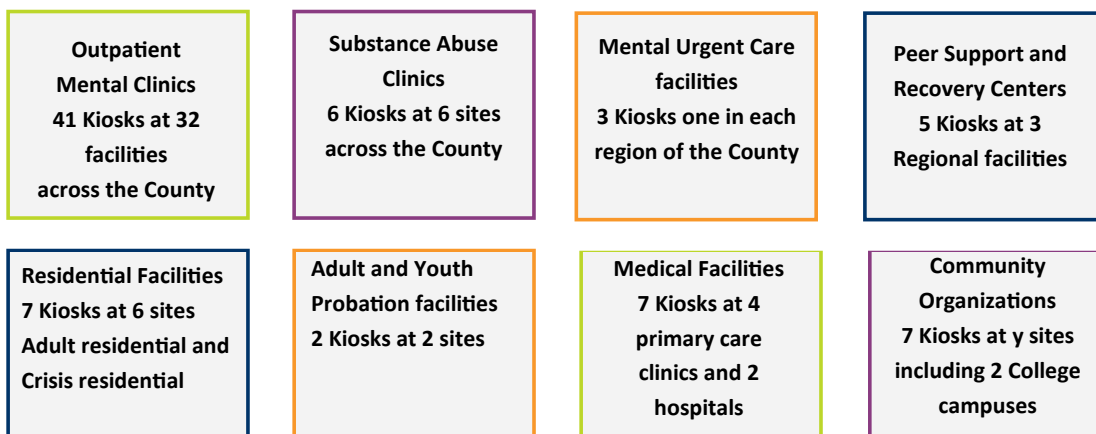 Outpatient
Mental Clinics
41 Kiosks at 32
facilities
across the County
Substance Abuse
Clinics
6 Kiosks at 6 sites
across the County
Mental Urgent Care
facilities
3 Kiosks one in each
region of the County
Peer Support and
Recovery Centers
5 Kiosks at 3
Regional facilities
Residential Facilities
7 Kiosks at 6 sites
Adult residential and
Crisis residential
Adult and Youth
Probation facilities
2 Kiosks at 2 sites
Medical Facilities
7 Kiosks at 4
primary care
clinics and 2
hospitals
Community
Organizations
7 Kiosks at y sites
including 2 College
campuses